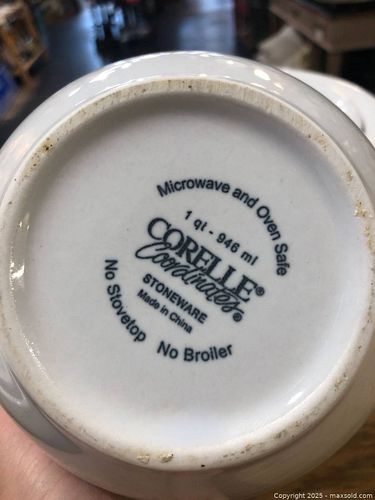 Microwave and Oven Safe
1 qt - 946 ml
CORELLE®
Coordinates®
STONEWARE
Made in China
No Stovetop No Broiler
Copyright 2025 - maxsold.com